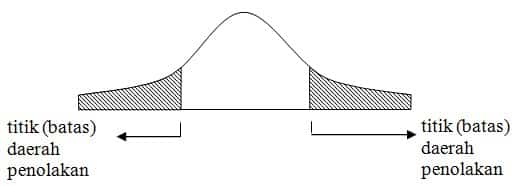 titik (batas)
daerah
penolakan
titik (batas)
daerah
penolakan